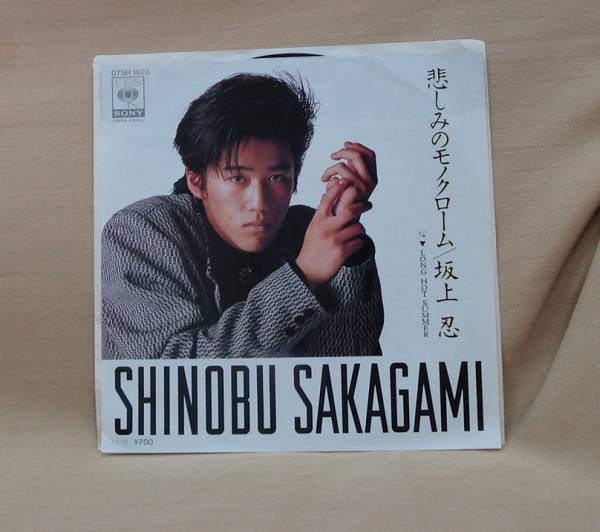 07SH 1628
CBS
SONY
悲しみのモノクローム/坂上 忍
c/w ▼ LONG HOT SUMMER
SHINOBU SAKAGAMI
¥700